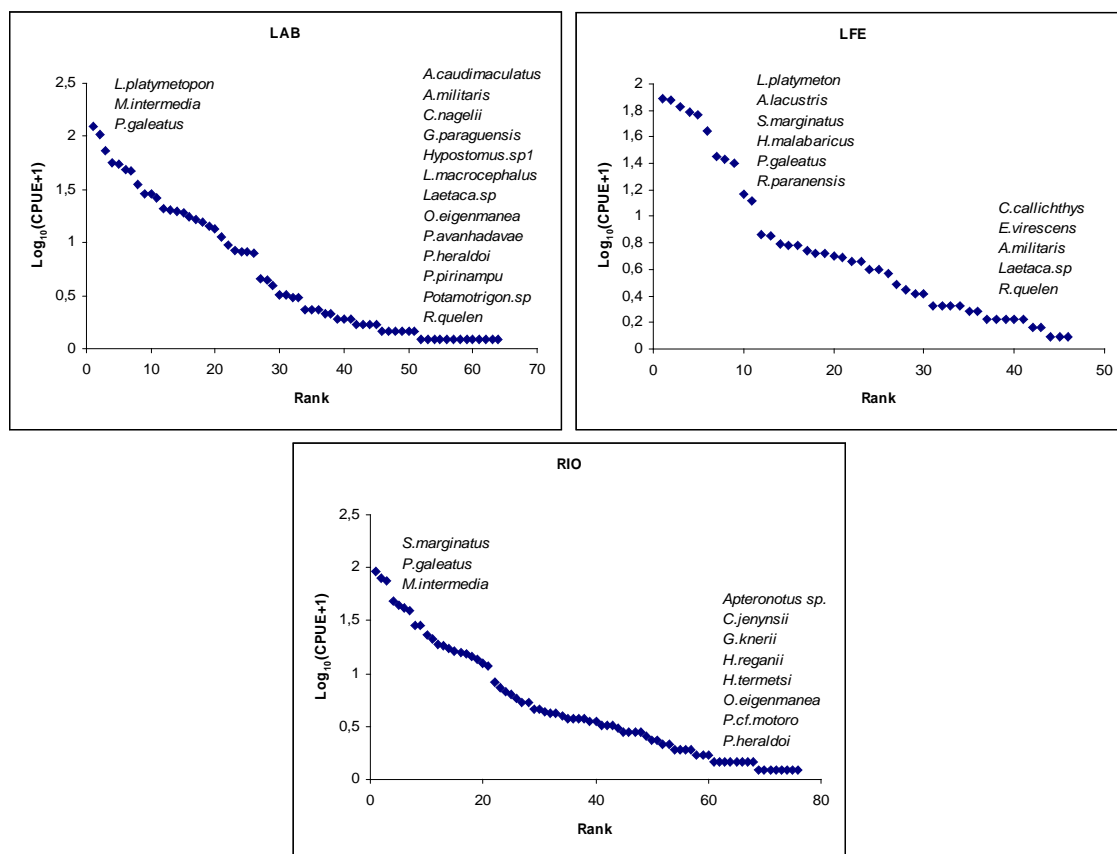 LAB
2,5
2
1,5
1
0,5
0
0 10 20 30 40 50 60 70
Rank
Log10(CPUE+1)
L.platymetopon
M.intermedia
P.galeatus
A.caudimaculatus
A.militaris
C.nagelii
G.paraguensis
Hypostomus.sp1
L.macrocephalus
Laetaca.sp
O.eigenmanea
P.avanhadavae
P.heraldoi
P.pirinampu
Potamotrigon.sp
R.quelen
LFE
2
1,8
1,6
1,4
1,2
1
0,8
0,6
0,4
0,2
0
0 10 20 30 40 50
Rank
Log10(CPUE+1)
L.platymeton
A.lacustris
S.marginatus
H.malabaricus
P.galeatus
R.paranensis
C.callichthys
E.virescens
A.militaris
Laetaca.sp
R.quelen
RIO
2,5
2
1,5
1
0,5
0
0 20 40 60 80
Rank
Log10(CPUE+1)
S.marginatus
P.galeatus
M.intermedia
Apteronotus sp.
C.jenynsii
G.knerii
H.reganii
H.termetsi
O.eigenmanea
P.cf.motoro
P.heraldoi